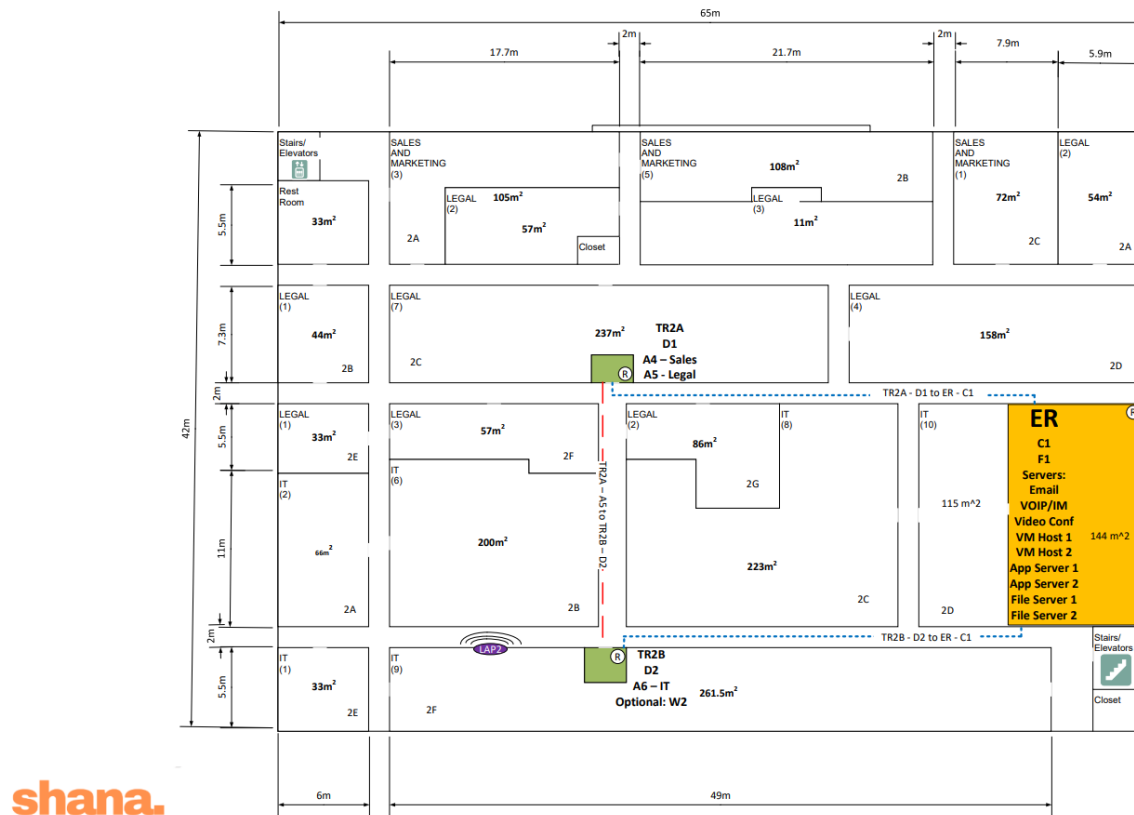 65m
2m
2m
7.9m
17.7m
21.7m
5.9m
Stairs/
Elevators
SALES
AND
MARKETING
(3)
SALES
AND
MARKETING
(5)
108m²
2B
SALES
AND
MARKETING
(1)
LEGAL
(2)
Rest
Room
33m²
LEGAL
(2)
105m²
57m²
Closet
2A
LEGAL
(3)
11m²
72m²
2C
54m²
2A
5.5m
LEGAL
(1)
44m²
2B
LEGAL
(7)
237m²
2C
TR2A
D1
A4 – Sales
A5 - Legal
R
LEGAL
(4)
158m²
2D
7.3m
2m
42m
TR2A - D1 to ER - C1
LEGAL
(1)
33m²
2E
LEGAL
(3)
57m²
2F
LEGAL
(2)
86m²
2G
IT
(8)
IT
(10)
ER
R
C1
F1
Servers:
Email
VOIP/IM
Video Conf
VM Host 1
VM Host 2
App Server 1
App Server 2
File Server 1
File Server 2
144 m^2
115 m^2
2D
5.5m
IT
(2)
66m²
2A
IT
(6)
200m²
2B
TR2A – A5 to TR2B – D2
223m²
2C
11m
2m
LAP2
TR2B - D2 to ER - C1
Stairs/
Elevators
Closet
IT
(1)
33m²
2E
IT
(9)
2F
R
TR2B
D2
A6 – IT
Optional: W2
261.5m²
5.5m
6m
49m
shana.